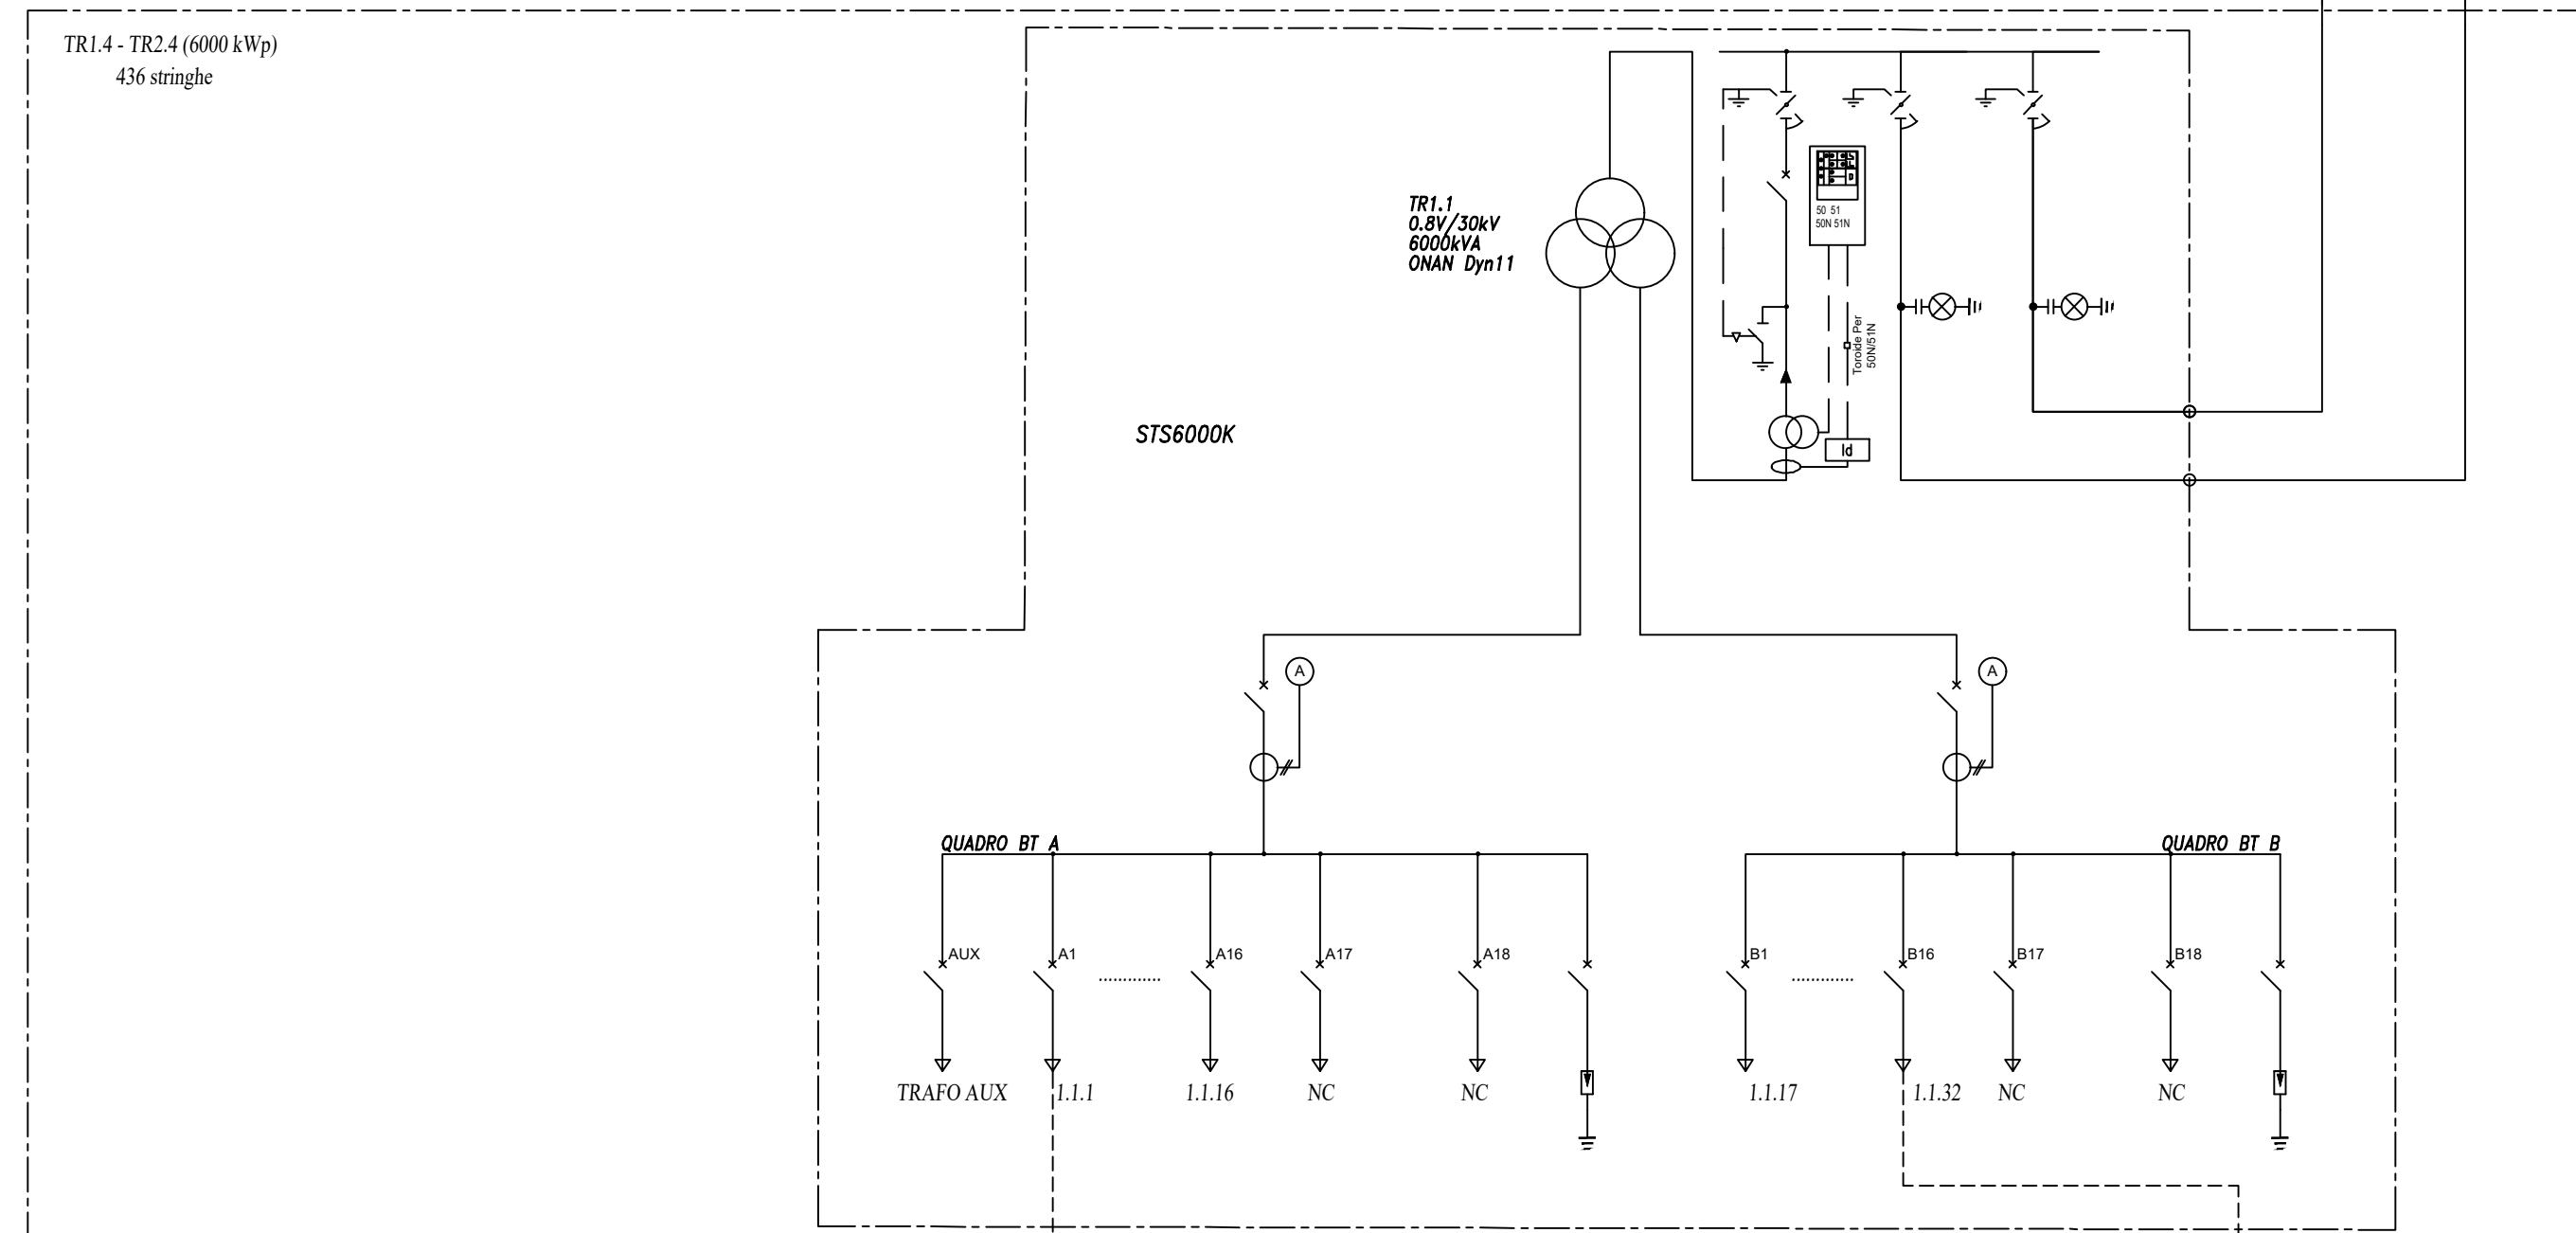 TR1.4 - TR2.4 (6000 kWp)
436 stringhe
TR1.1
0.8V/30kV
6000kVA
ONAN Dyn11
50 51
50N 51N
Toroide Per
50N/51N
Id
STS6000K
A
A
QUADRO BT A
QUADRO BT B
AUX
A1
A16
A17
A18
B1
B16
B17
B18
TRAFO AUX
1.1.1
1.1.16
NC
NC
1.1.17
1.1.32
NC
NC